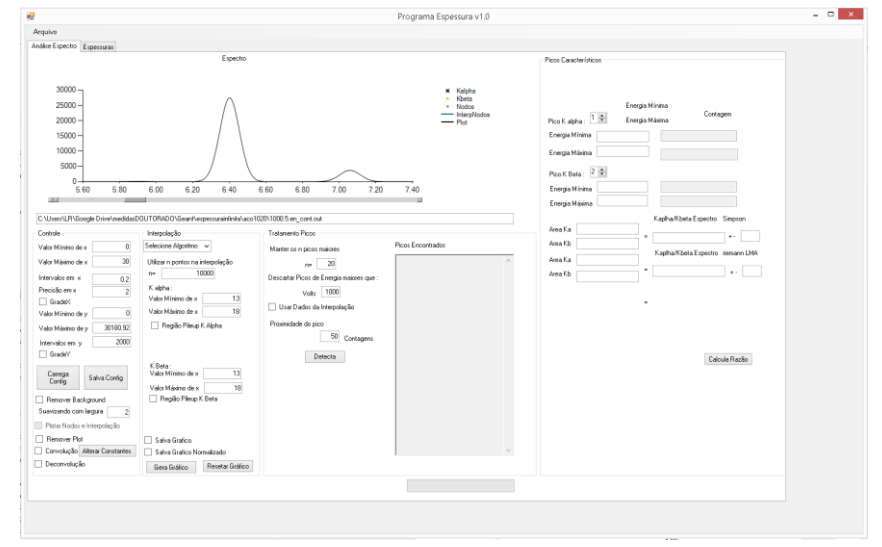 Programa Espessura v1.0
Arquivo
Análise Espectro Espessuras
Espectro
30000
25000
20000
15000
10000
5000
0
5.60 5.80 6.00 6.20 6.40 6.60 6.80 7.00 7.20 7.40
Kalpha
Kbeta
Nodos
InterpNodos
Plot
C:\Users\LR\Google Drive\medidasDOUTORADO\Geant\espessurainfinita\aco1020\1000.5.en_cont.out
Controle
Valor Mínimo de x 0
Valor Máximo de x 30
Intervalos em x 0.2
Precisão em x 2
GradeX
Valor Mínimo de y 0
Valor Máximo de y 30180.92
Intervalos em y 2000
GradeY
Carega Config
Salva Config
Remover Background
Suavizando com largura 2
Plotar Nodos e Interpolação
Remover Plot
Convolução Alterar Constantes
Deconvolução
Interpolação
Selecione Algoritmo
Utilizar n pontos na interpolação
n= 10000
K alpha :
Valor Mínimo de x 13
Valor Máximo de x 18
Região Pileup K Alpha
K Beta :
Valor Mínimo de x 13
Valor Máximo de x 18
Região Pileup K Beta
Salva Grafico
Salva Grafico Normalizado
Gera Gráfico Resetar Gráfico
Tratamento Picos
Manter os n picos maiores
n= 20
Descartar Picos de Energia maiores que :
Volts 1000
Usar Dados da Interpolação
Proximidade do pico
50 Contagens
Detecta
Picos Encontrados
Picos Característicos
Energia Mínima
Pico K alpha : 1 Energia Máxima Contagem
Energia Mínima
Energia Máxima
Pico K Beta : 2
Energia Mínima
Energia Máxima
Kaplha/Kbeta Espectro Simpson
Area Ka
= + -
Area Kb
Kaplha/Kbeta Espectro iemann LMA
Area Ka
= + -
Area Kb
=
Calcula Razão